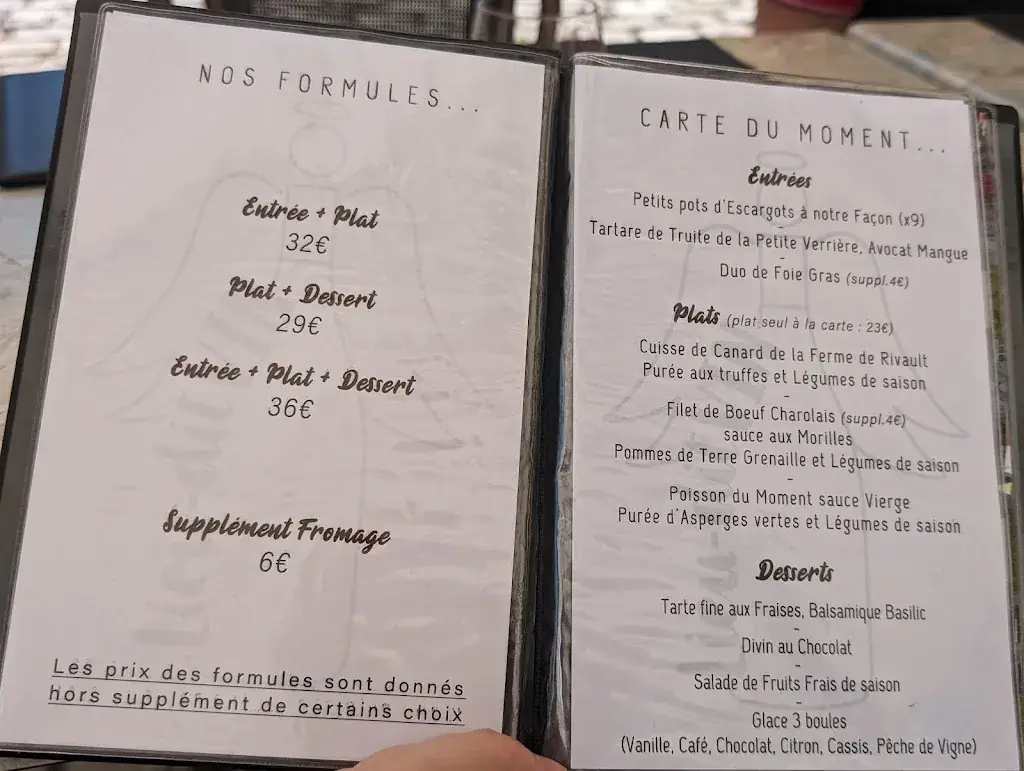 NOS FORMULES...
Entrée + Plat
32€
Plat + Dessert
29€
Entrée + Plat + Dessert
36€
Supplément Fromage
6€
Les prix des formules sont donnés
hors supplément de certains choix
CARTE DU MOMENT...
Entrées
Petits pots d'Escargots à notre Façon (x9)
-
Tartare de Truite de la Petite Verrière, Avocat Mangue
-
Duo de Foie Gras (suppl.4€)
Plats (plat seul à la carte : 23€)
Cuisse de Canard de la Ferme de Rivault
Purée aux truffes et Légumes de saison
-
Filet de Boeuf Charolais (suppl.4€)
sauce aux Morilles
Pommes de Terre Grenaille et Légumes de saison
-
Poisson du Moment sauce Vierge
Purée d'Asperges vertes et Légumes de saison
Desserts
Tarte fine aux Fraises, Balsamique Basilic
-
Divin au Chocolat
-
Salade de Fruits Frais de saison
-
Glace 3 boules
(Vanille, Café, Chocolat, Citron, Cassis, Pêche de Vigne)